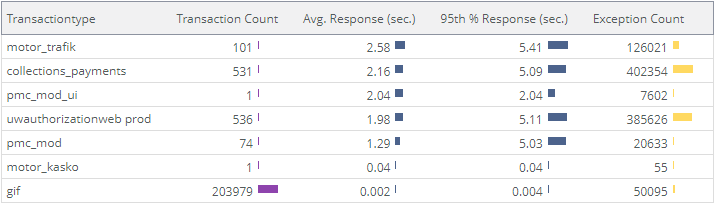 Transactiontype Transaction Count Avg. Response (sec.) 95th % Response (sec.) Exception Count
motor_trafik 101 2.58 5.41 126021
collections_payments 531 2.16 5.09 402354
pmc_mod_ui 1 2.04 2.04 7602
uwauthorizationweb prod 536 1.98 5.11 385626
pmc_mod 74 1.29 5.03 20633
motor_kasko 1 0.04 0.04 55
gif 203979 0.002 0.004 50095